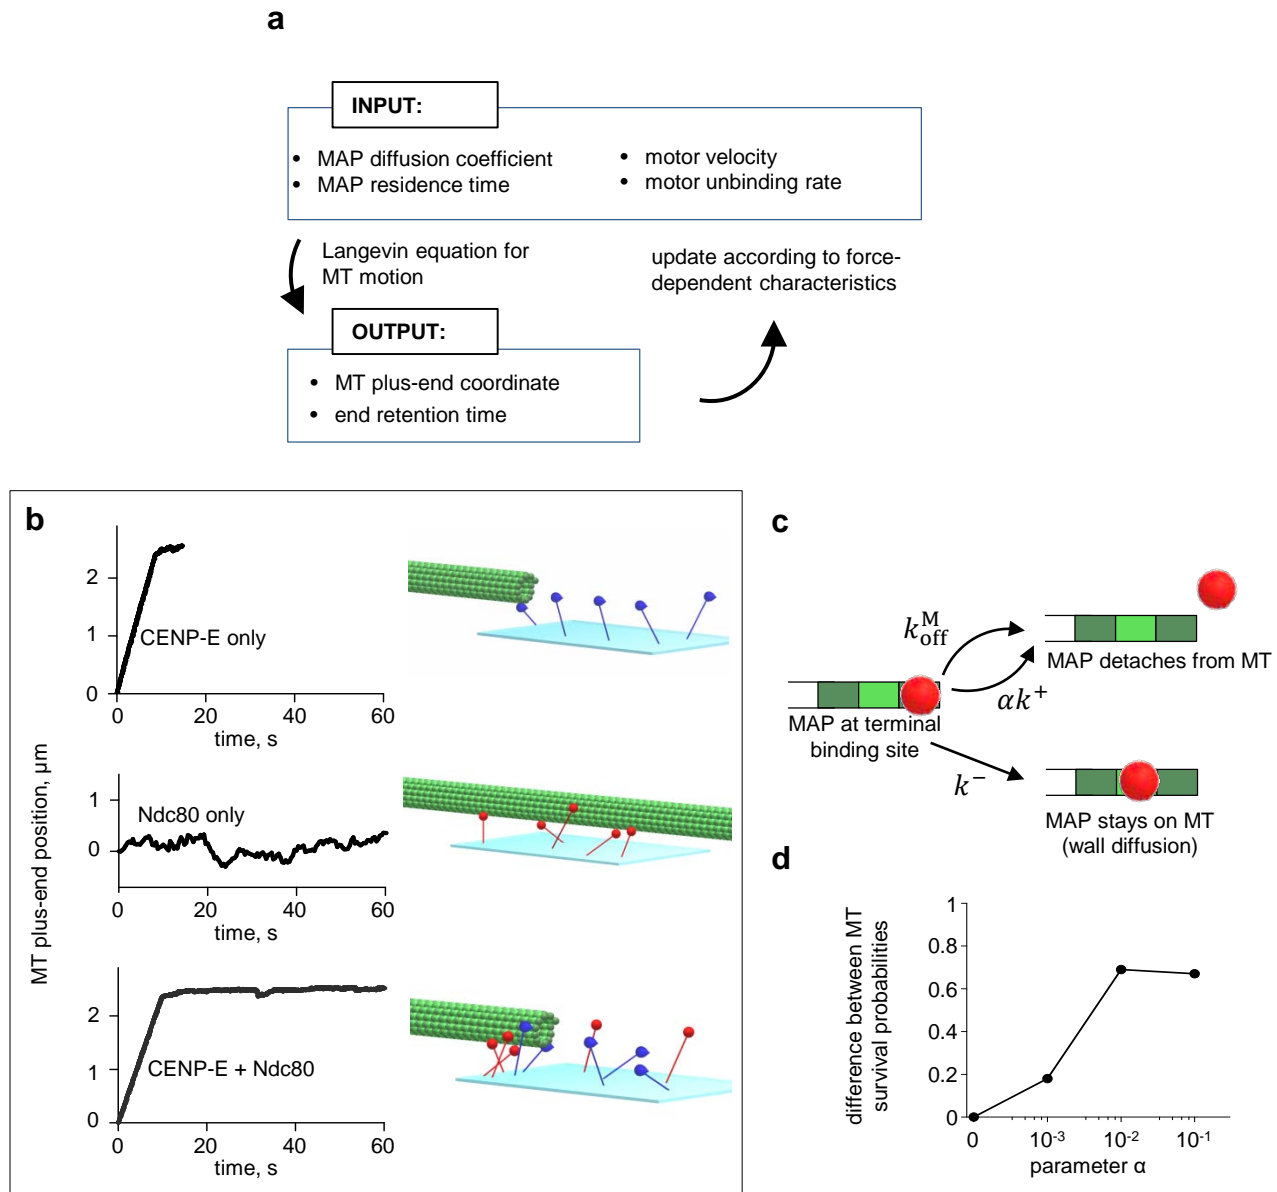 a
INPUT:
• MAP diffusion coefficient
• MAP residence time
• motor velocity
• motor unbinding rate
Langevin equation for
MT motion
update according to force-
dependent characteristics
OUTPUT:
• MT plus-end coordinate
• end retention time
b
MT plus-end position, µm
2
1
0
CENP-E only
0 20 40 60
time, s
1
0
Ndc80 only
0 20 40 60
time, s
2
1
0
CENP-E + Ndc80
0 20 40 60
time, s
c
k_off^M
αk⁺
MAP detaches from MT
MAP at terminal
binding site
k⁻
MAP stays on MT
(wall diffusion)
d
difference between MT
survival probabilities
1
0.8
0.6
0.4
0.2
0
0 10⁻³ 10⁻² 10⁻¹
parameter α